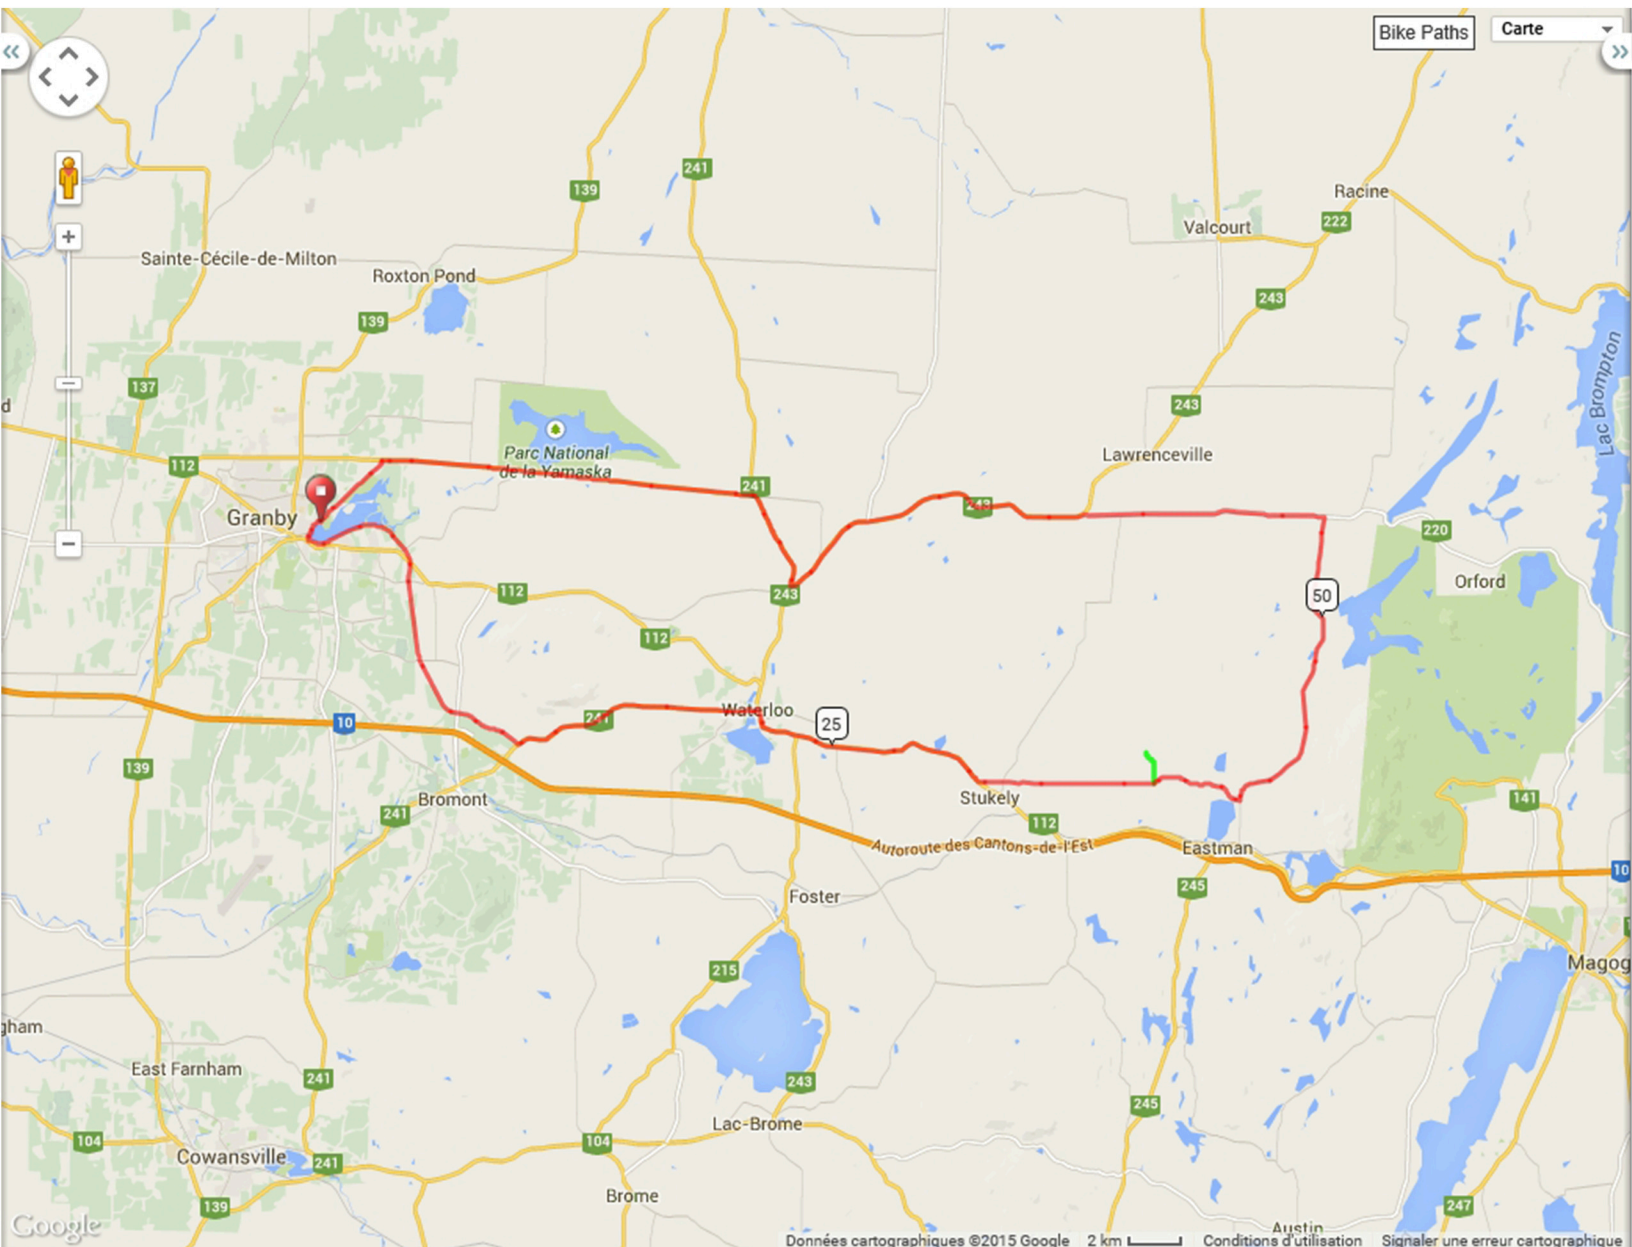 Bike Paths
Carte
«
»
139
241
Racine
222
Valcourt
Sainte-Cécile-de-Milton
Roxton Pond
243
139
Lac Brompton
137
243
d
Parc National
de la Yamaska
Lawrenceville
112
241
Granby
220
Orford
112
243
50
112
Waterloo
25
10
139
Bromont
241
Stukely
141
112
Autoroute des Cantons-de-l'Est
Eastman
10
245
Foster
Magog
215
gham
East Farnham
241
243
245
Lac-Brome
104
104
Cowansville
241
Brome
139
247
Austin
Google
Données cartographiques ©2015 Google
2 km
Conditions d'utilisation
Signaler une erreur cartographique